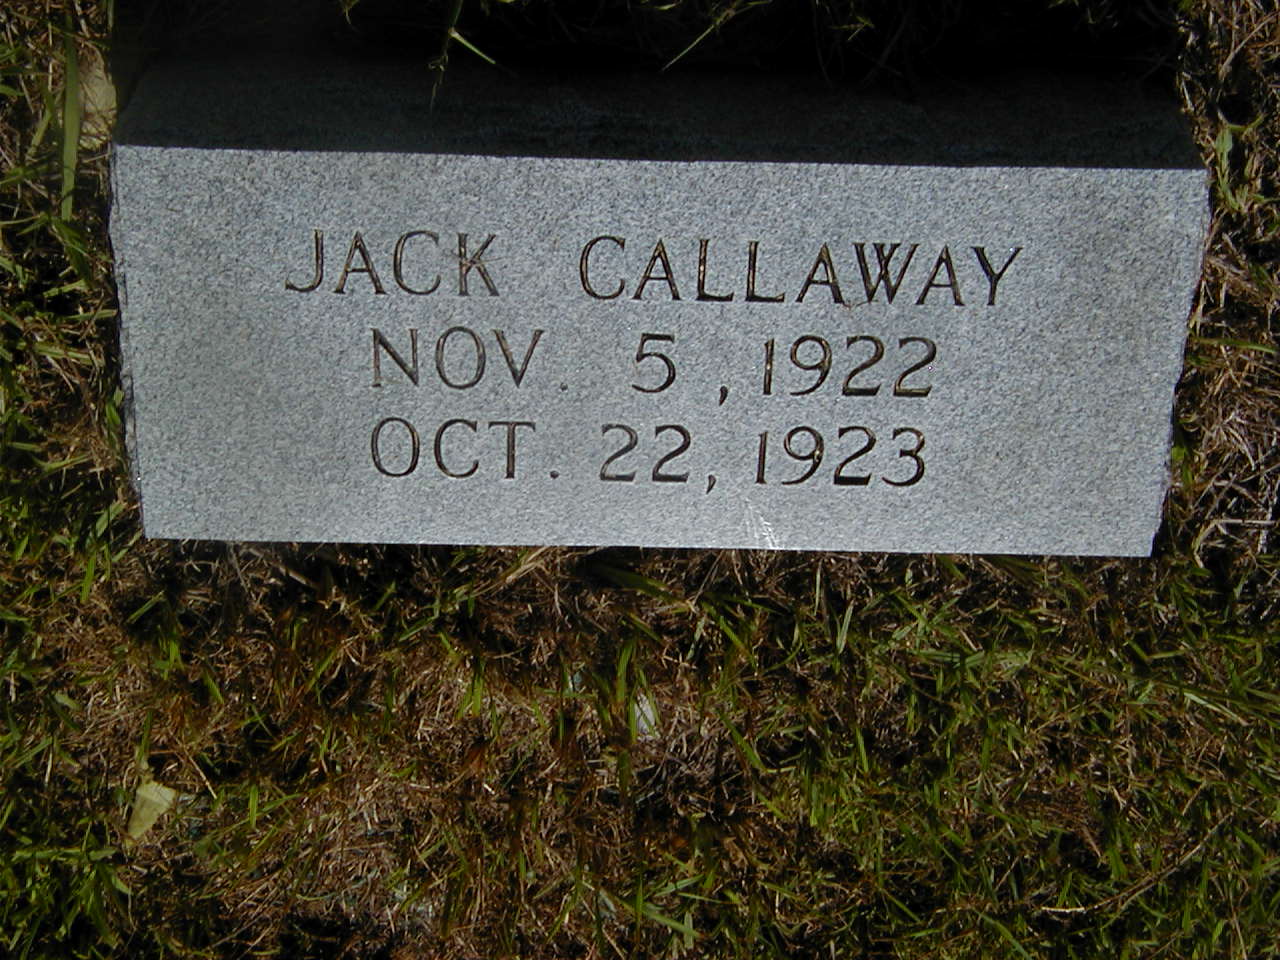 JACK CALLAWAY
NOV. 5, 1922
OCT. 22, 1923